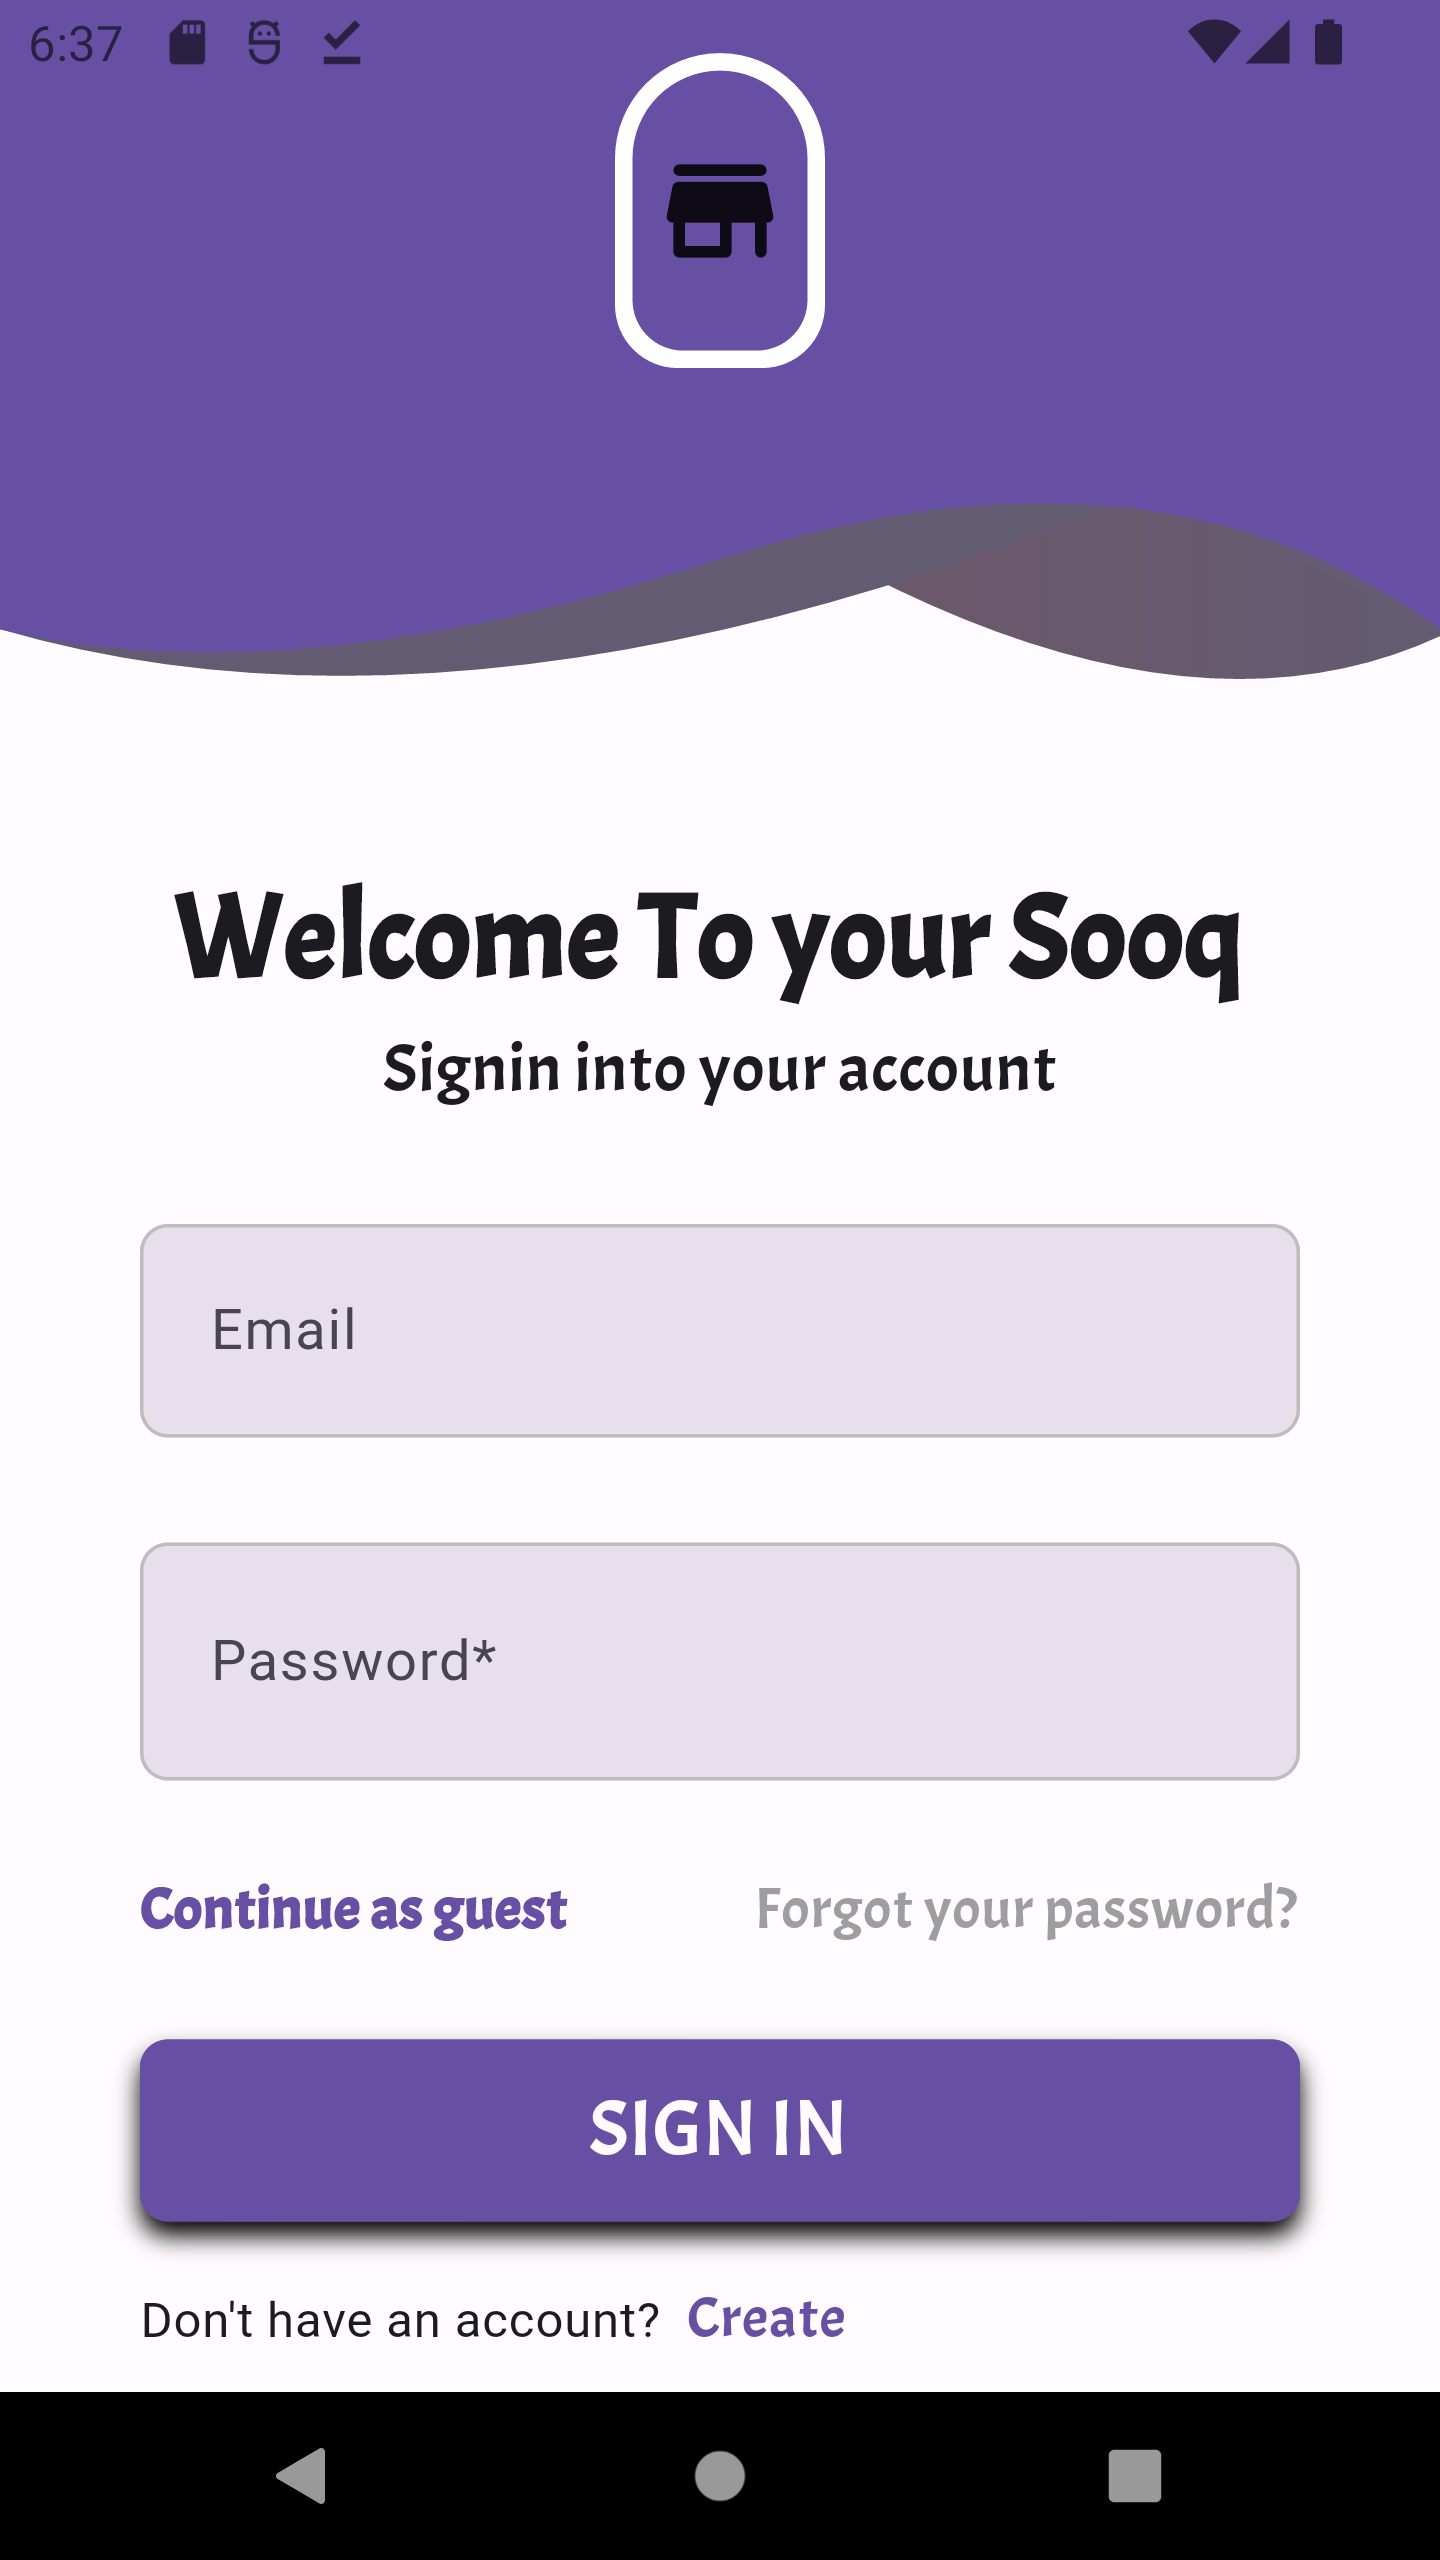 6:37
Welcome To your Sooq
Signin into your account
Email
Password*
Continue as guest
Forgot your password?
SIGN IN
Don't have an account? Create